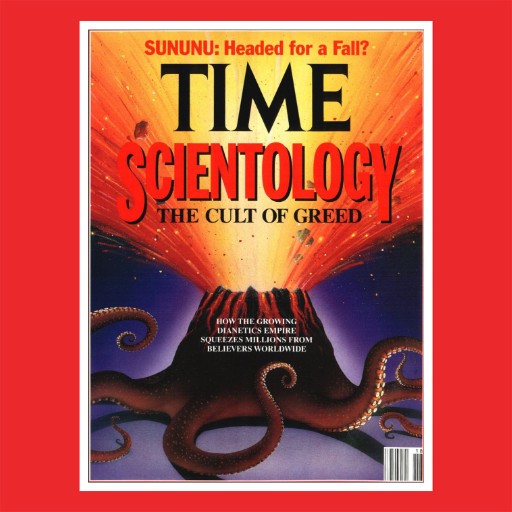 SUNUNU: Headed for a Fall?
TIME
SCIENTOLOGY
THE CULT OF GREED
HOW THE GROWING
DIANETICS EMPIRE
SQUEEZES MILLIONS FROM
BELIEVERS WORLDWIDE